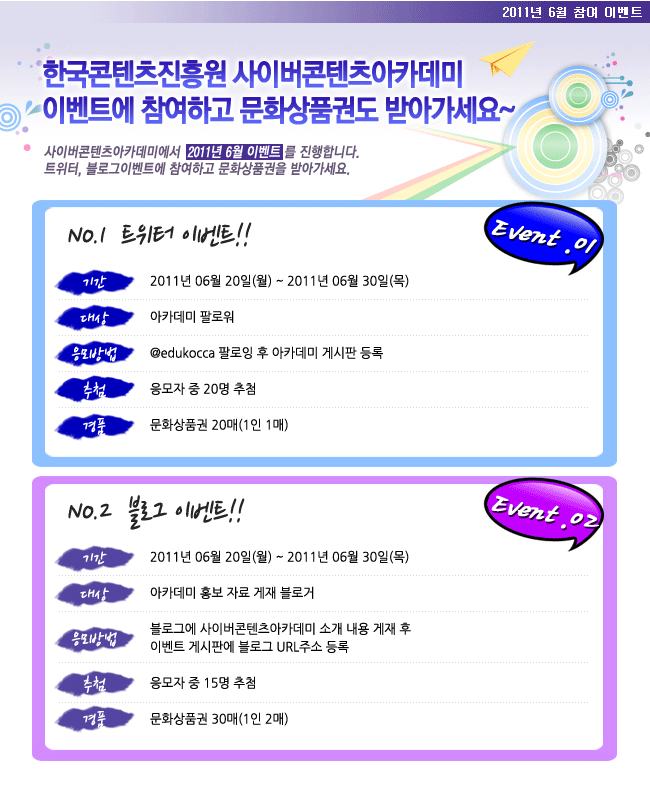 2011년 6월 참여 이벤트
한국콘텐츠진흥원 사이버콘텐츠아카데미
이벤트에 참여하고 문화상품권도 받아가세요~
사이버콘텐츠아카데미에서 2011년 6월 이벤트를 진행합니다.
트위터, 블로그이벤트에 참여하고 문화상품권을 받아가세요.
No.1 트위터 이벤트!!
Event .01
기간 2011년 06월 20일(월) ~ 2011년 06월 30일(목)
대상 아카데미 팔로워
응모방법 @edukocca 팔로잉 후 아카데미 게시판 등록
추첨 응모자 중 20명 추첨
경품 문화상품권 20매(1인 1매)
No.2 블로그 이벤트!!
Event .02
기간 2011년 06월 20일(월) ~ 2011년 06월 30일(목)
대상 아카데미 홍보 자료 게재 블로거
응모방법 블로그에 사이버콘텐츠아카데미 소개 내용 게재 후
이벤트 게시판에 블로그 URL주소 등록
추첨 응모자 중 15명 추첨
경품 문화상품권 30매(1인 2매)